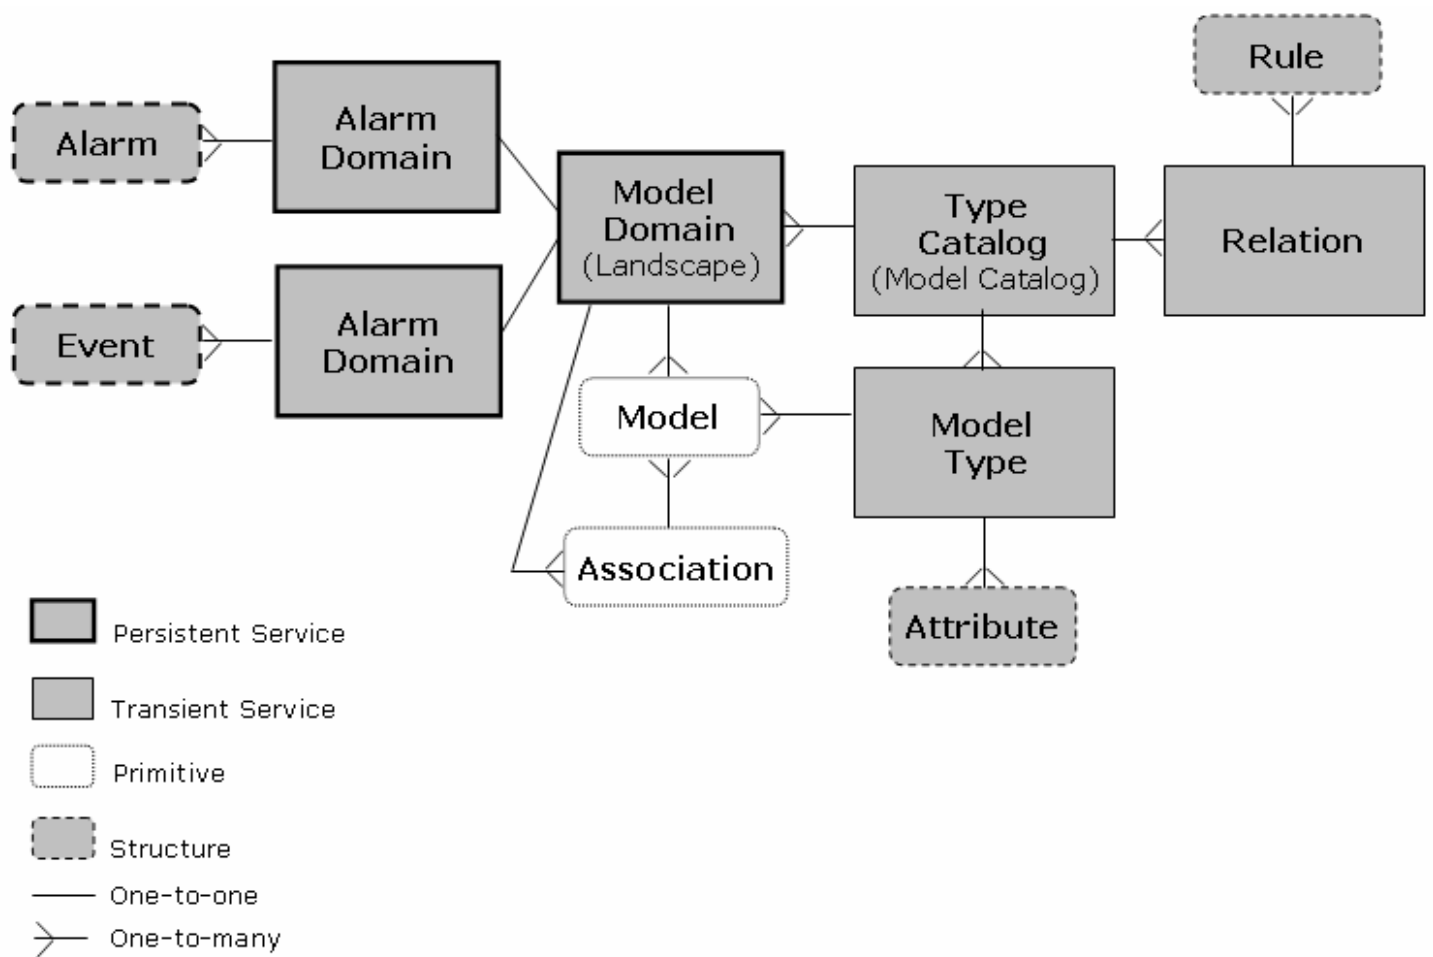 Rule
Alarm
Alarm
Domain
Model
Domain
(Landscape)
Type
Catalog
(Model Catalog)
Relation
Event
Alarm
Domain
Model
Model
Type
Association
Attribute
Persistent Service
Transient Service
Primitive
Structure
One-to-one
One-to-many